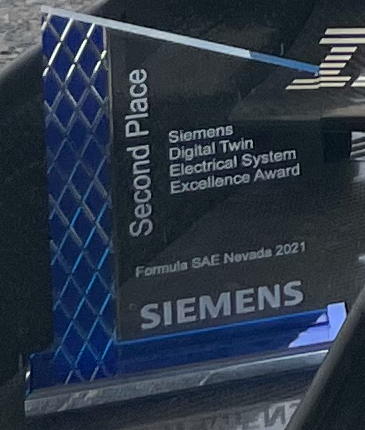 Second Place
Siemens
Digital Twin
Electrical System
Excellence Award
Formula SAE Nevada 2021
SIEMENS